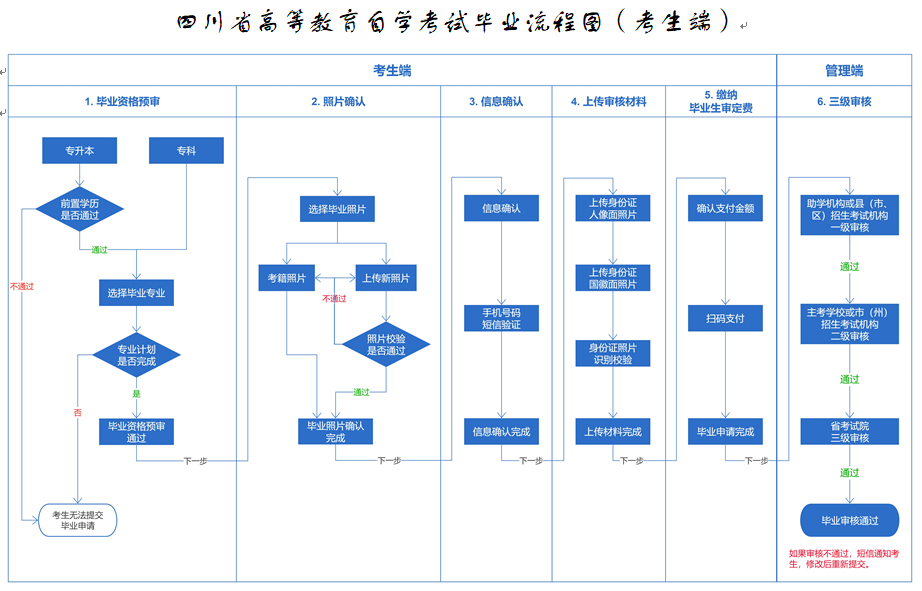 四川省高等教育自学考试毕业流程图（考生端）
考生端
管理端
1. 毕业资格预审
2. 照片确认
3. 信息确认
4. 上传审核材料
5. 缴纳
毕业生审定费
6. 三级审核
专升本
专科
前置学历
是否通过
通过
不通过
选择毕业专业
专业计划
是否完成
是
否
毕业资格预审
通过
下一步
考生无法提交
毕业申请
选择毕业照片
考籍照片
上传新照片
不通过
照片校验
是否通过
通过
毕业照片确认
完成
下一步
信息确认
手机号码
短信验证
信息确认完成
下一步
上传身份证
人像面照片
上传身份证
国徽面照片
身份证照片
识别校验
上传材料完成
下一步
确认支付金额
扫码支付
毕业申请完成
下一步
助学机构或县（市、
区）招生考试机构
一级审核
通过
主考学校或市（州）
招生考试机构
二级审核
通过
省考试院
三级审核
通过
毕业审核通过
如果审核不通过，短信通知考
生，修改后重新提交。